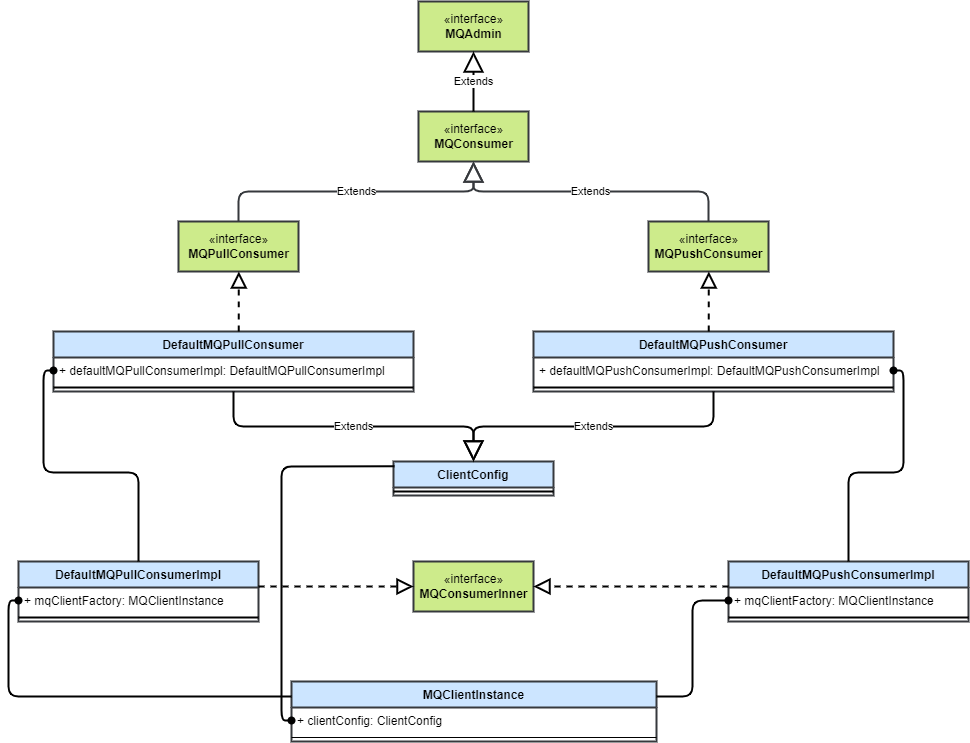 «interface»
MQAdmin
Extends
«interface»
MQConsumer
Extends
Extends
«interface»
MQPullConsumer
«interface»
MQPushConsumer
DefaultMQPullConsumer
+ defaultMQPullConsumerImpl: DefaultMQPullConsumerImpl
DefaultMQPushConsumer
+ defaultMQPushConsumerImpl: DefaultMQPushConsumerImpl
Extends
Extends
ClientConfig
DefaultMQPullConsumerImpl
+ mqClientFactory: MQClientInstance
«interface»
MQConsumerInner
DefaultMQPushConsumerImpl
+ mqClientFactory: MQClientInstance
MQClientInstance
+ clientConfig: ClientConfig